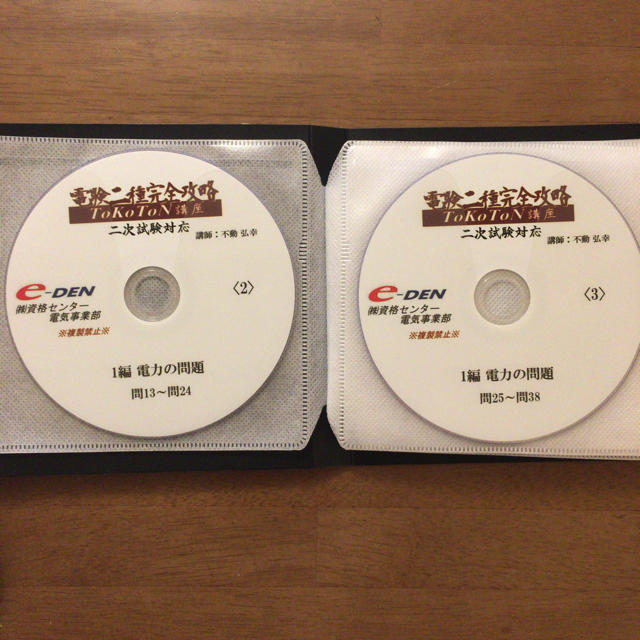 電験二種完全攻略
ToKoToN講座
二次試験対応
講師:不動 弘幸
e-DEN
㈱資格センター
電気事業部
※複製禁止※
〈2〉
1編 電力の問題
問13～問24
電験二種完全攻略
ToKoToN講座
二次試験対応
講師:不動 弘幸
e-DEN
㈱資格センター
電気事業部
※複製禁止※
〈3〉
1編 電力の問題
問25～問38